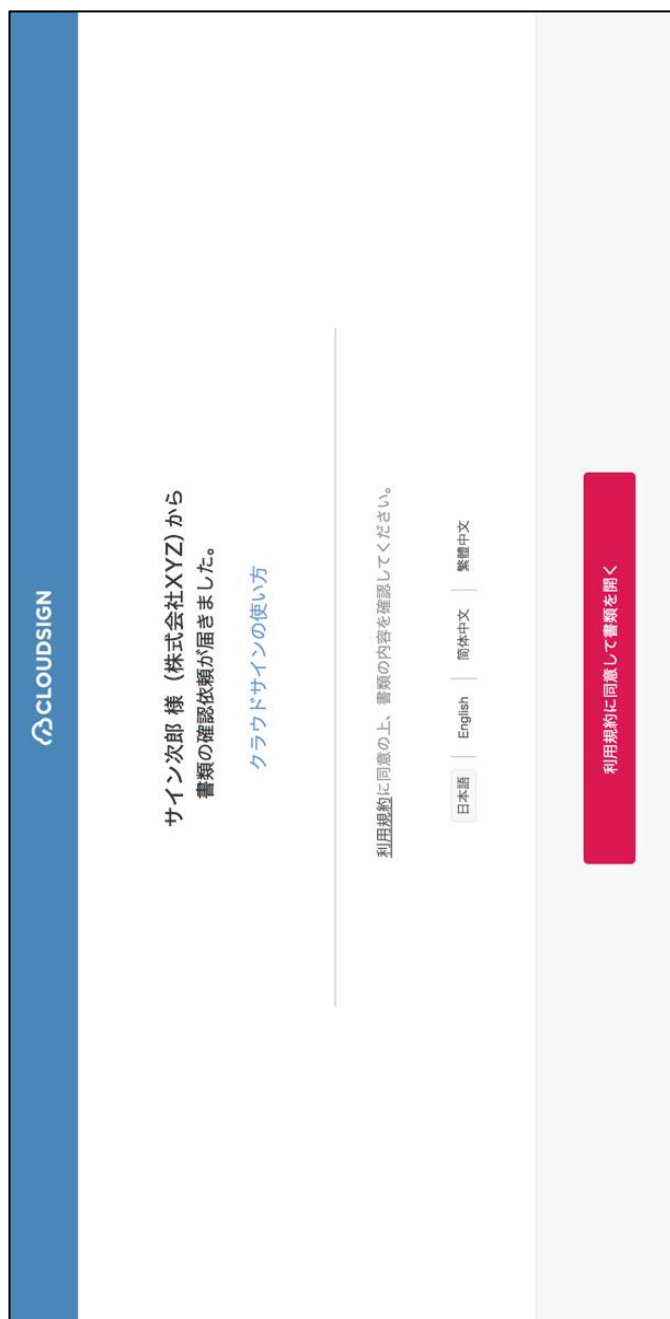 CLOUDSIGN
サイン次郎 様（株式会社XYZ）から
書類の確認依頼が届きました。
クラウドサインの使い方
利用規約に同意の上、書類の内容を確認してください。
日本語 | English | 简体中文 | 繁體中文
利用規約に同意して書類を開く